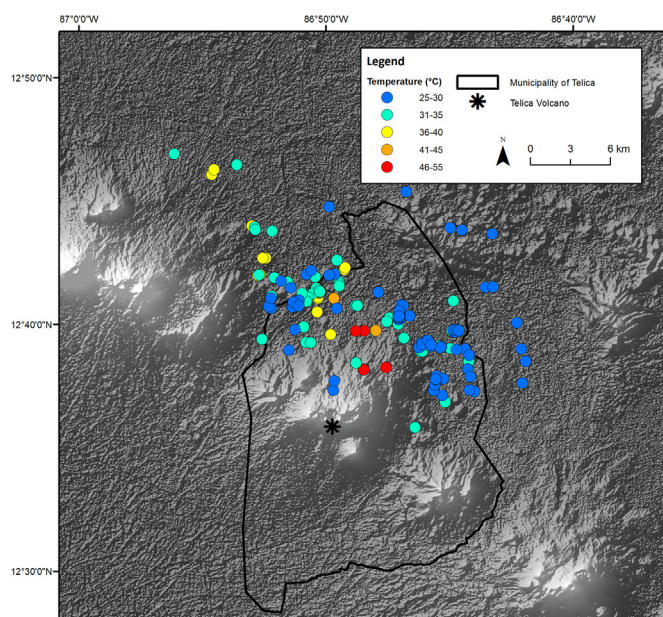 87°0'0"W 86°50'0"W 86°40'0"W
12°50'0"N
12°40'0"N
12°30'0"N
Legend
Temperature (°C)
25-30
31-35
36-40
41-45
46-55
Municipality of Telica
Telica Volcano
N
0 3 6 km